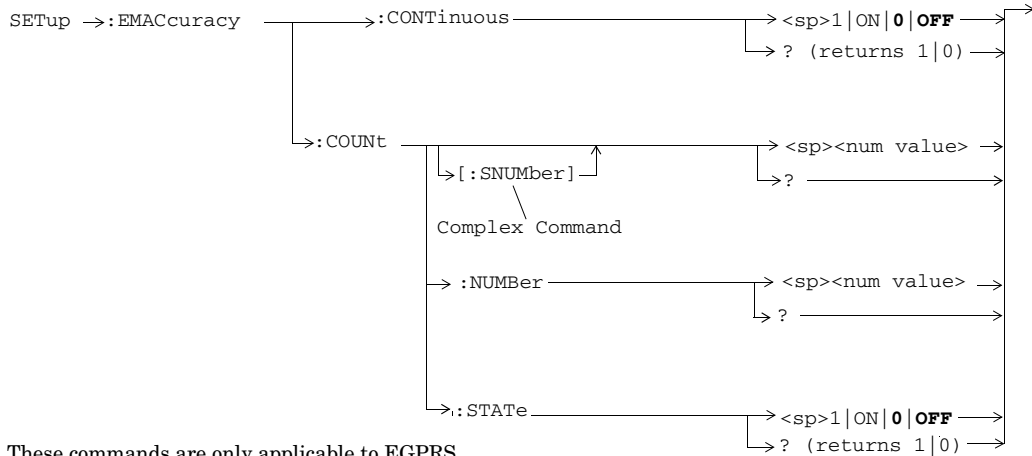 SETup :EMACcuracy :CONTinuous <sp>1|ON|0|OFF
? (returns 1|0)
:COUNt <sp><num value>
[:SNUMber] ?
Complex Command
:NUMBer <sp><num value>
?
:STATe <sp>1|ON|0|OFF
? (returns 1|0)
These commands are only applicable to EGPRS